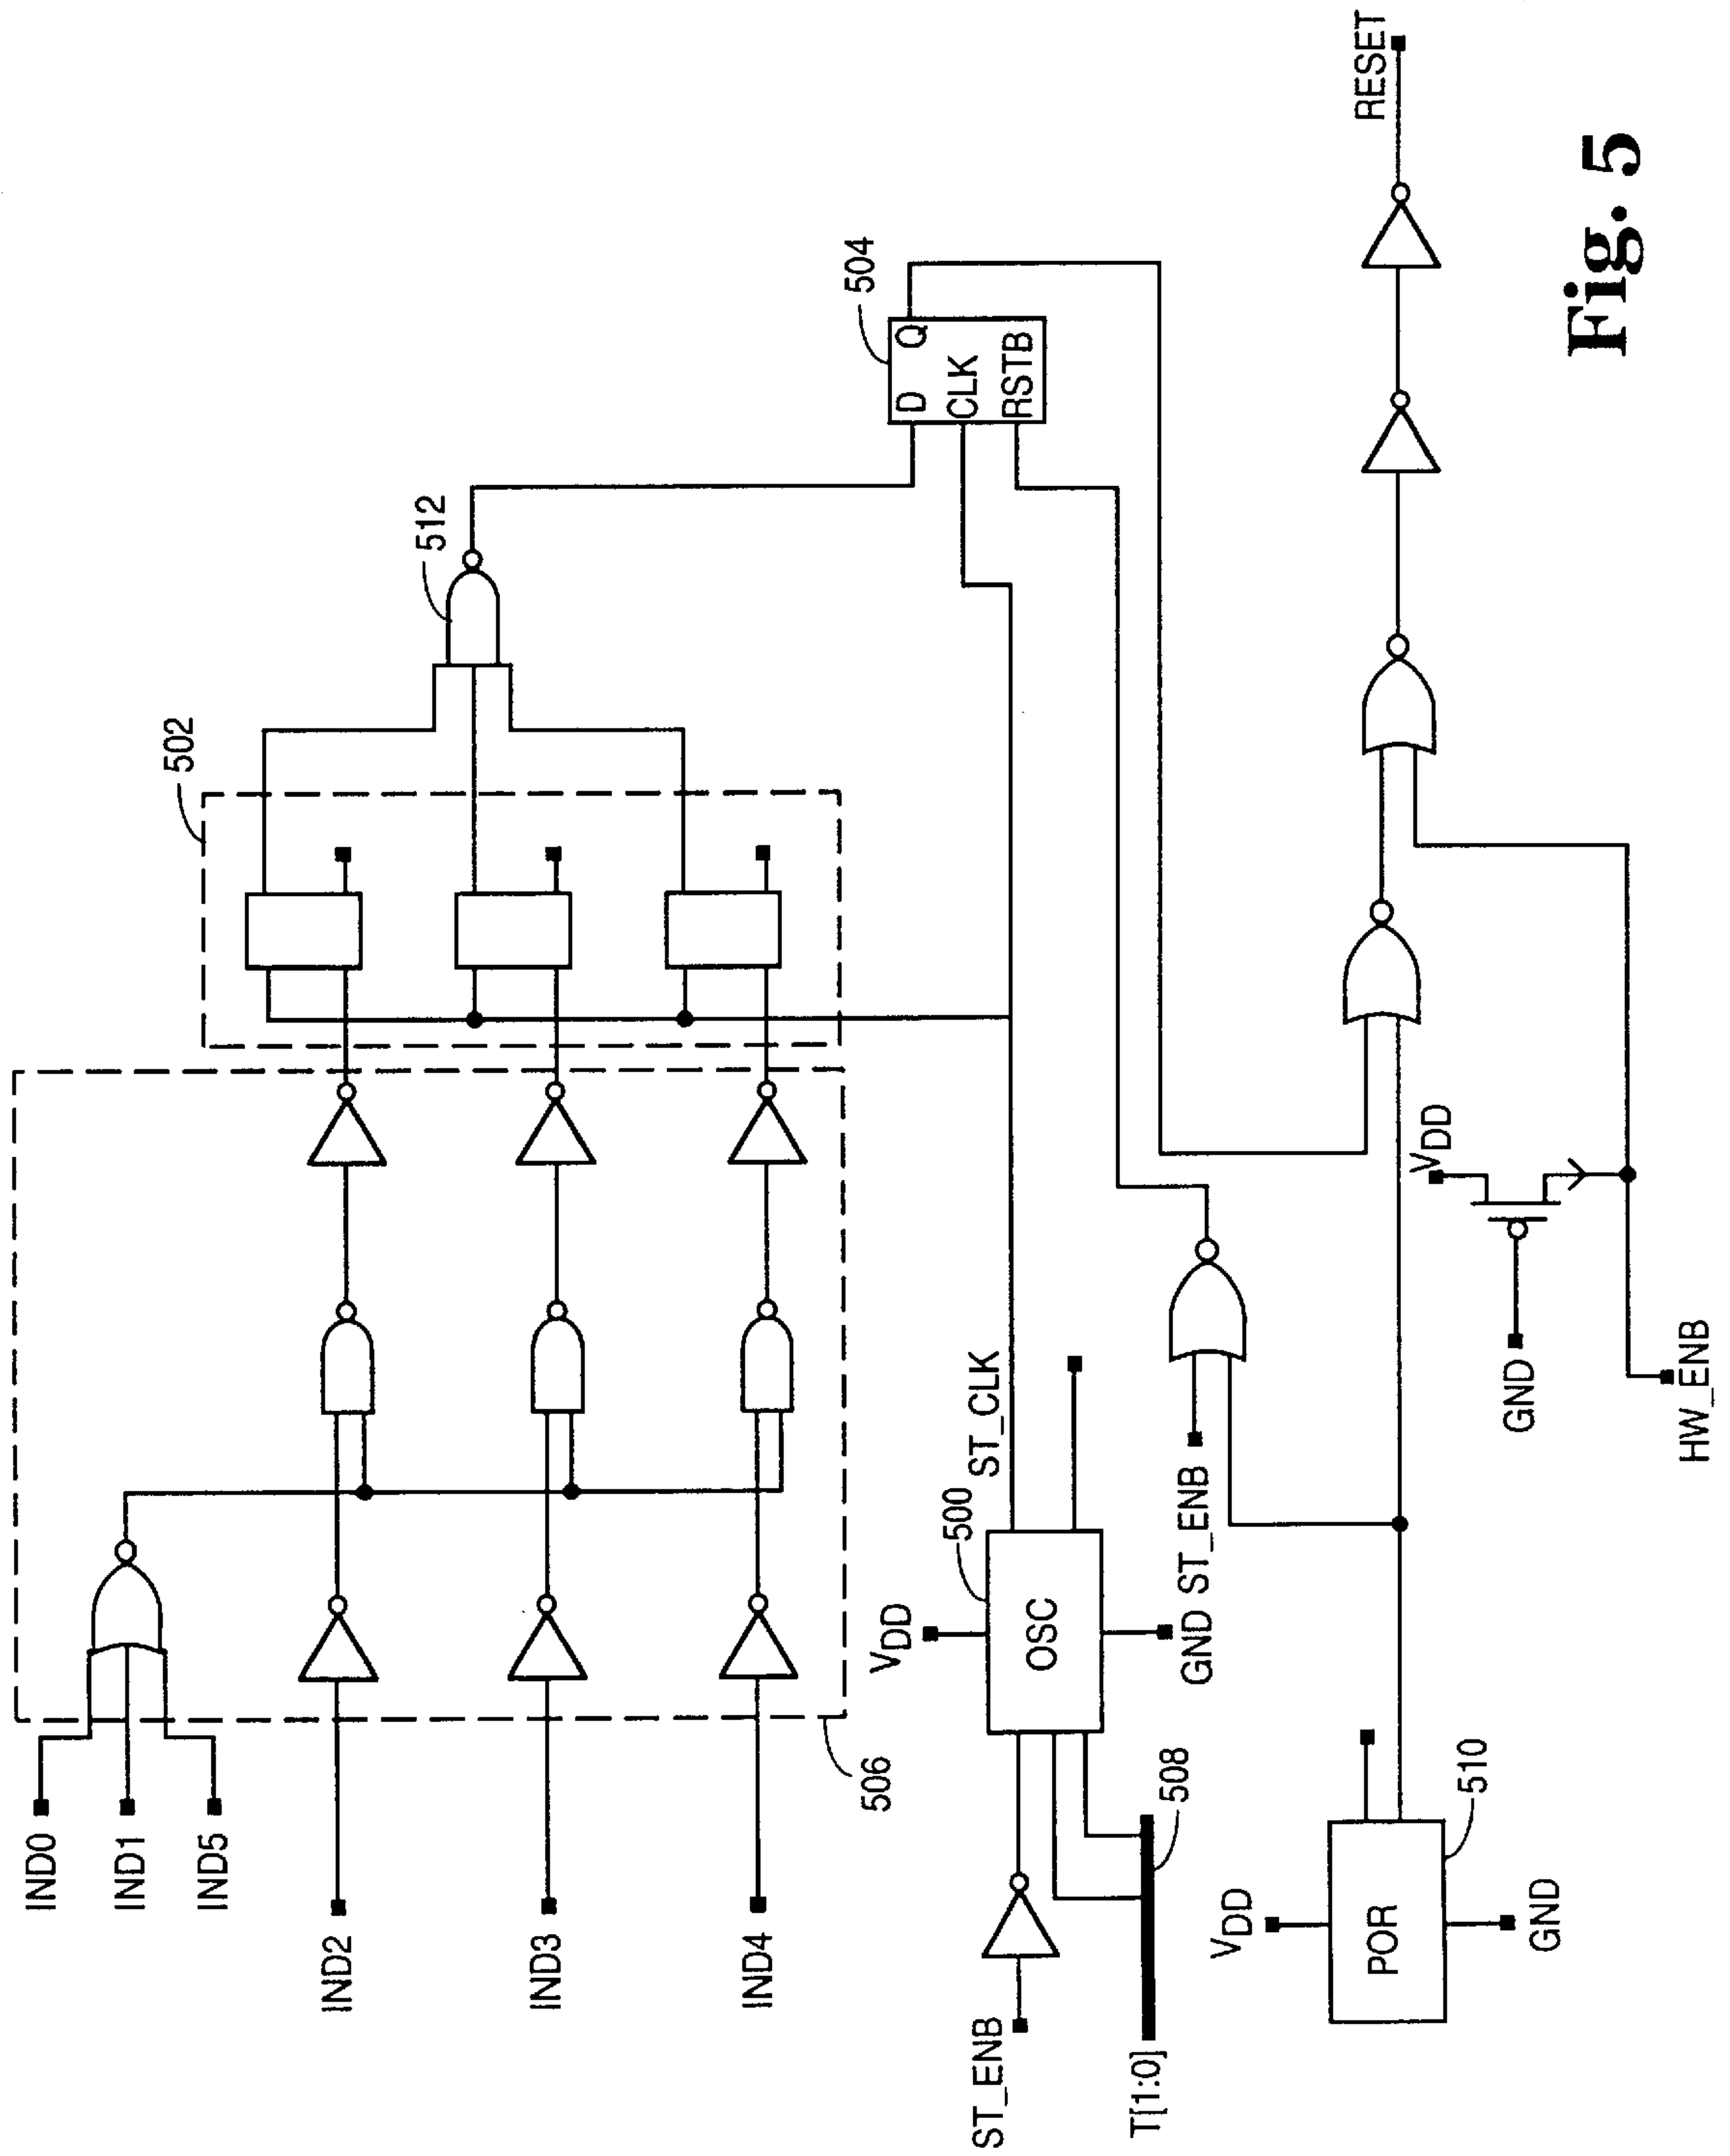 IND0
IND1
IND5
IND2
IND3
IND4
506
502
512
504
D
Q
CLK
RSTB
ST_ENB
T[1:0]
508
VDD
500
OSC
GND
ST_CLK
ST_ENB
VDD
POR
GND
510
GND
VDD
HW_ENB
RESET
Fig. 5